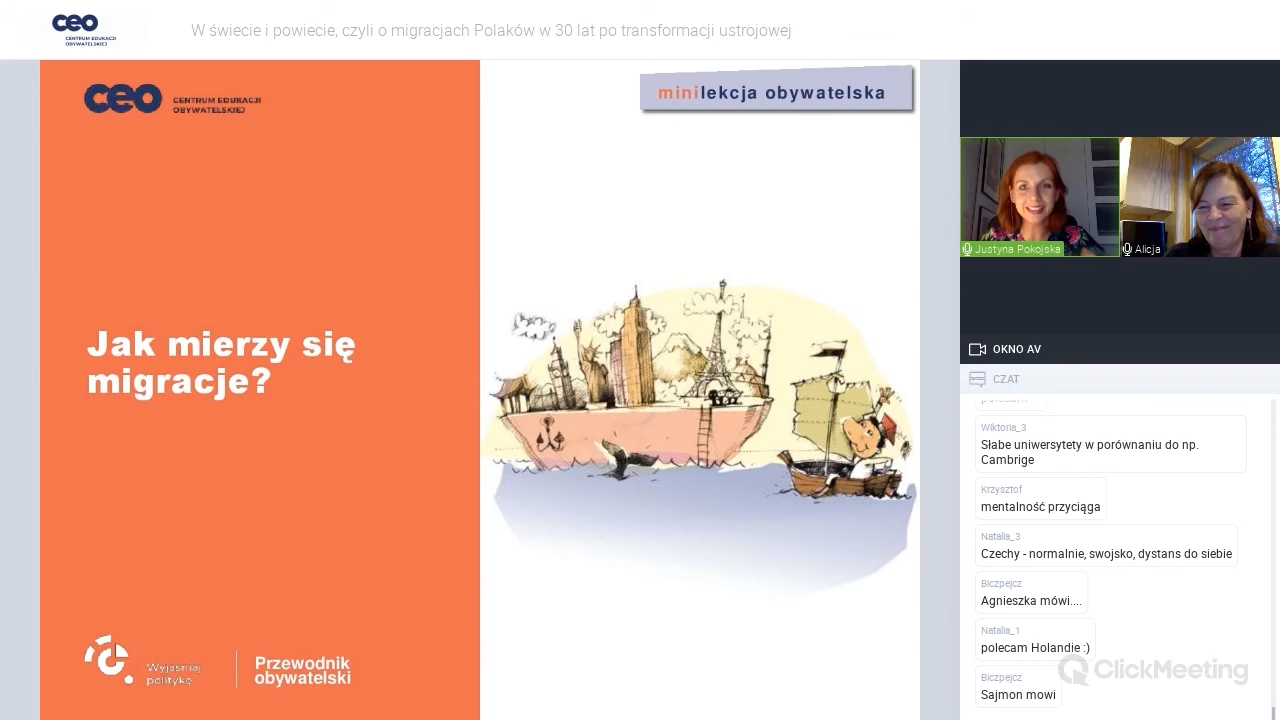 ceo
CENTRUM EDUKACJI
OBYWATELSKIEJ
W świecie i powiecie, czyli o migracjach Polaków w 30 lat po transformacji ustrojowej
ceo
CENTRUM EDUKACJI
OBYWATELSKIEJ
minilekcja obywatelska
Jak mierzy się
migracje?
Wyjaśniaj
politykę
Przewodnik
obywatelski
Justyna Pokojska
Alicja
OKNO AV
CZAT
Wiktoria_3
Słabe uniwersytety w porównaniu do np.
Cambrige
Krzysztof
mentalność przyciąga
Natalia_3
Czechy - normalnie, swojsko, dystans do siebie
Biczpejcz
Agnieszka mówi....
Natalia_1
polecam Holandie :)
Biczpejcz
Sajmon mowi
ClickMeeting